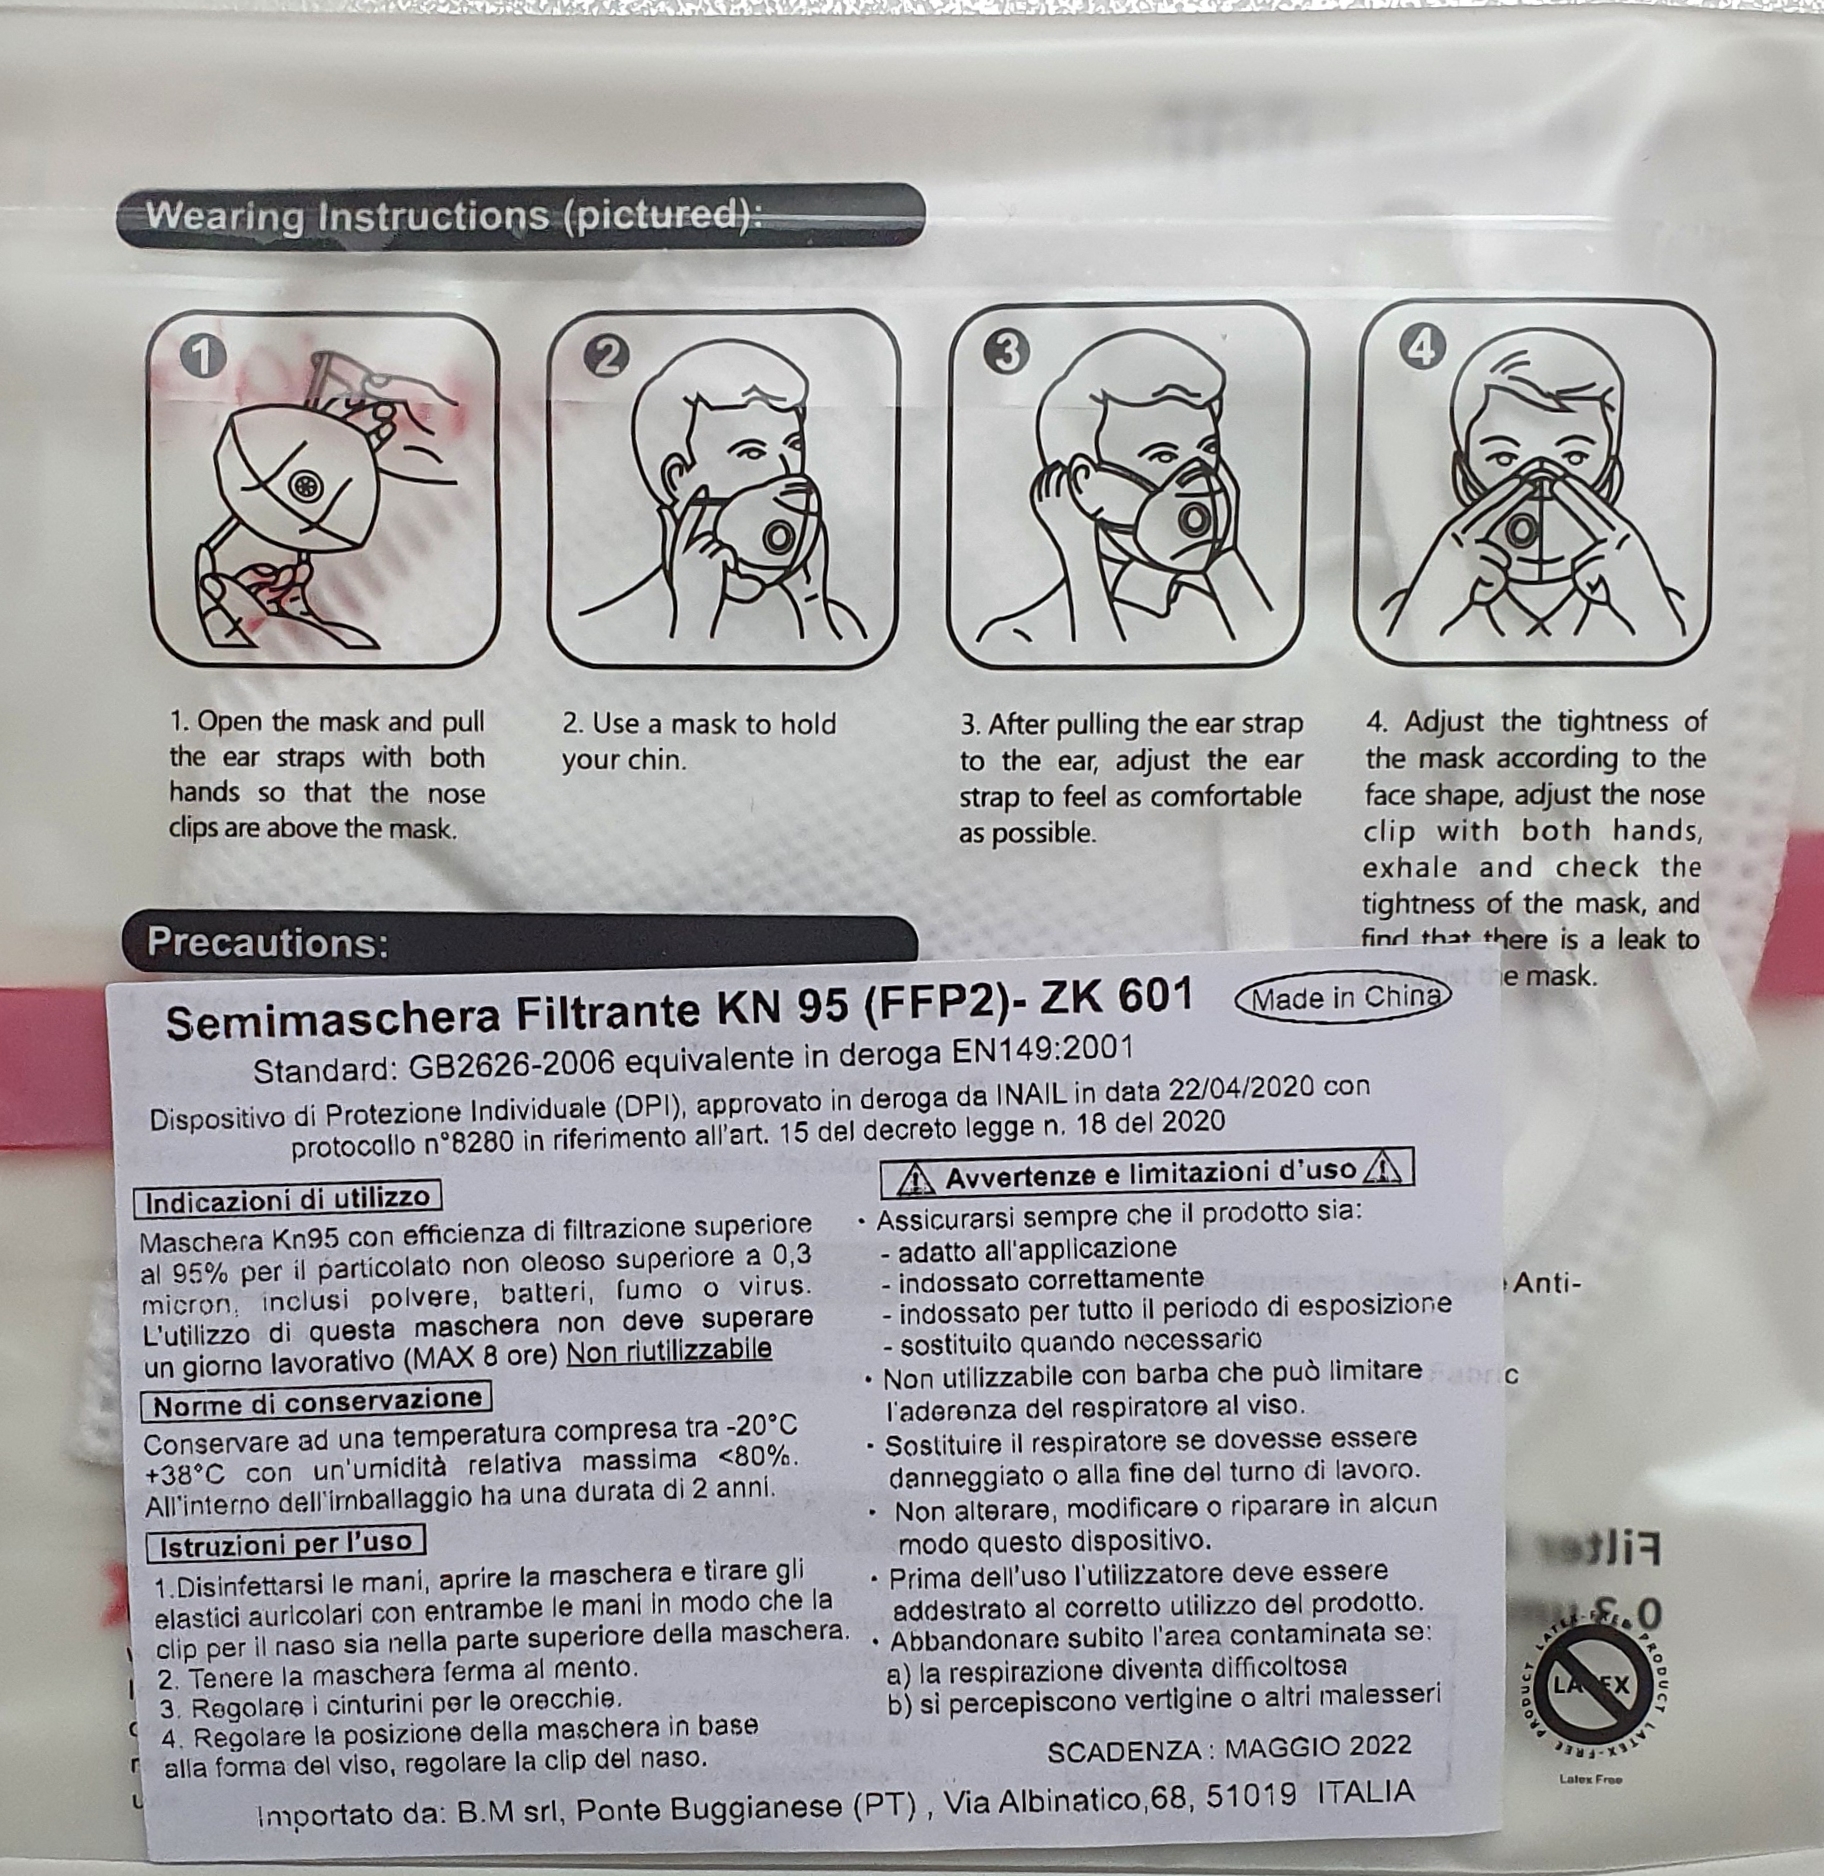 Wearing Instructions (pictured):
1
2
3
4
1. Open the mask and pull
the ear straps with both
hands so that the nose
clips are above the mask.
2. Use a mask to hold
your chin.
3. After pulling the ear strap
to the ear, adjust the ear
strap to feel as comfortable
as possible.
4. Adjust the tightness of
the mask according to the
face shape, adjust the nose
clip with both hands,
exhale and check the
tightness of the mask, and
find that there is a leak to
mask.
Precautions:
Semimaschera Filtrante KN 95 (FFP2)- ZK 601
Made in China
Standard: GB2626-2006 equivalente in deroga EN149:2001
Dispositivo di Protezione Individuale (DPI), approvato in deroga da INAIL in data 22/04/2020 con
protocollo n°8280 in riferimento all'art. 15 del decreto legge n. 18 del 2020
Indicazioni di utilizzo
Maschera Kn95 con efficienza di filtrazione superiore
al 95% per il particolato non oleoso superiore a 0,3
micron, inclusi polvere, batteri, fumo o virus.
L'utilizzo di questa maschera non deve superare
un giorno lavorativo (MAX 8 ore) Non riutilizzabile
Norme di conservazione
Conservare ad una temperatura compresa tra -20°C
+38°C con un'umidità relativa massima <80%.
All'interno dell'imballaggio ha una durata di 2 anni.
Istruzioni per l'uso
1.Disinfettarsi le mani, aprire la maschera e tirare gli
elastici auricolari con entrambe le mani in modo che la
clip per il naso sia nella parte superiore della maschera.
2. Tenere la maschera ferma al mento.
3. Regolare i cinturini per le orecchie.
4. Regolare la posizione della maschera in base
alla forma del viso, regolare la clip del naso.
⚠ Avvertenze e limitazioni d'uso ⚠
• Assicurarsi sempre che il prodotto sia:
- adatto all'applicazione
- indossato correttamente
- indossato per tutto il periodo di esposizione
- sostituito quando necessario
• Non utilizzabile con barba che può limitare
l'aderenza del respiratore al viso.
• Sostituire il respiratore se dovesse essere
danneggiato o alla fine del turno di lavoro.
• Non alterare, modificare o riparare in alcun
modo questo dispositivo.
• Prima dell'uso l'utilizzatore deve essere
addestrato al corretto utilizzo del prodotto.
• Abbandonare subito l'area contaminata se:
a) la respirazione diventa difficoltosa
b) si percepiscono vertigine o altri malesseri
SCADENZA : MAGGIO 2022
Importato da: B.M srl, Ponte Buggianese (PT) , Via Albinatico,68, 51019 ITALIA
Anti-
Filter
LATEX-FREE PRODUCT LATEX-FREE PRODUCT
LATEX
Latex Free